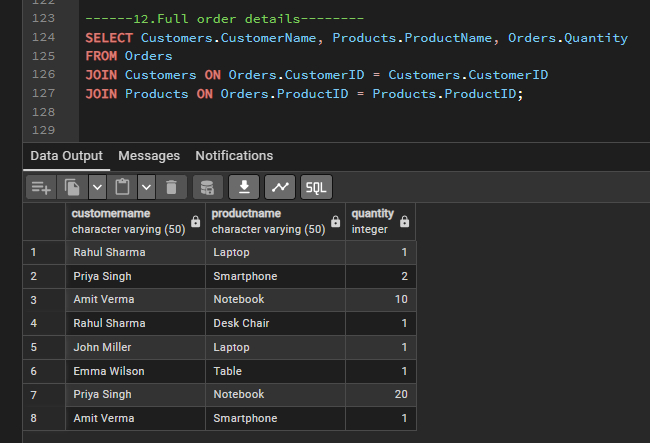 122
123 ------12.Full order details--------
124 SELECT Customers.CustomerName, Products.ProductName, Orders.Quantity
125 FROM Orders
126 JOIN Customers ON Orders.CustomerID = Customers.CustomerID
127 JOIN Products ON Orders.ProductID = Products.ProductID;
128
129
Data Output Messages Notifications
SQL
customername productname quantity
character varying (50) character varying (50) integer
1 Rahul Sharma Laptop 1
2 Priya Singh Smartphone 2
3 Amit Verma Notebook 10
4 Rahul Sharma Desk Chair 1
5 John Miller Laptop 1
6 Emma Wilson Table 1
7 Priya Singh Notebook 20
8 Amit Verma Smartphone 1